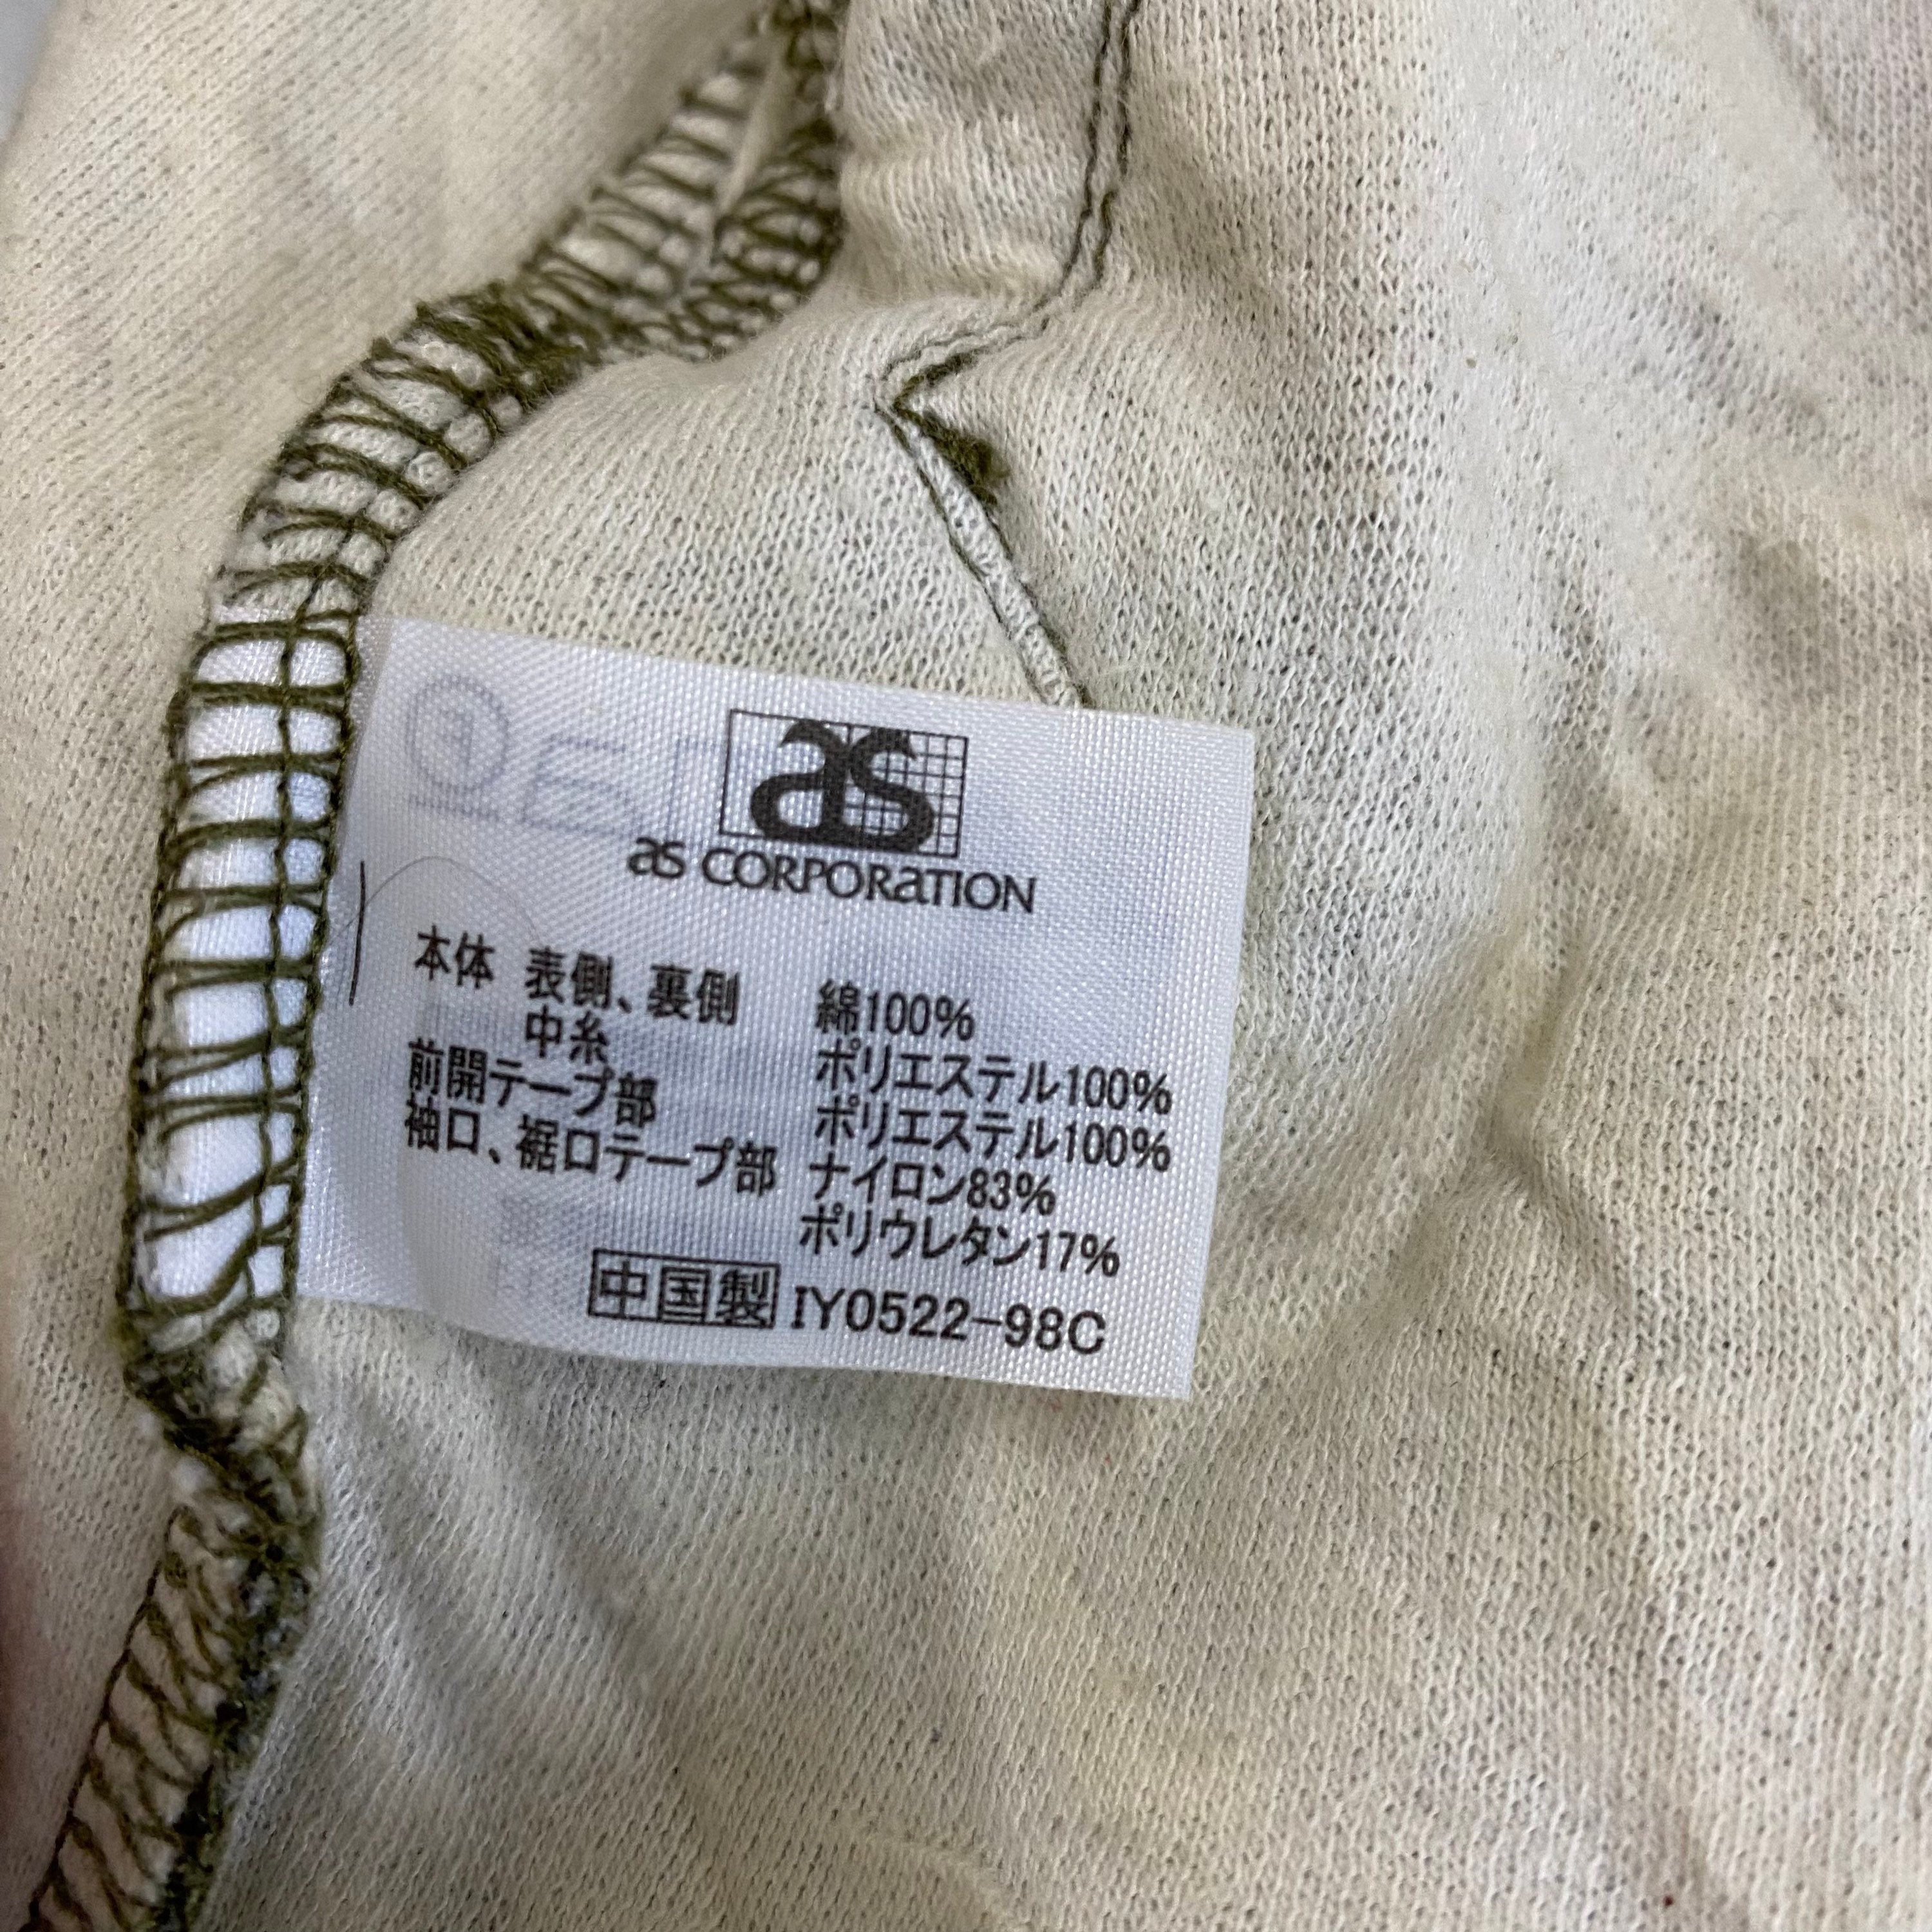 as
as CORPORaTION
本体 表側、裏側 綿100%
中糸 ポリエステル100%
前開テープ部 ポリエステル100%
袖口、裾口テープ部 ナイロン83%
ポリウレタン17%
中国製 IY0522-98C